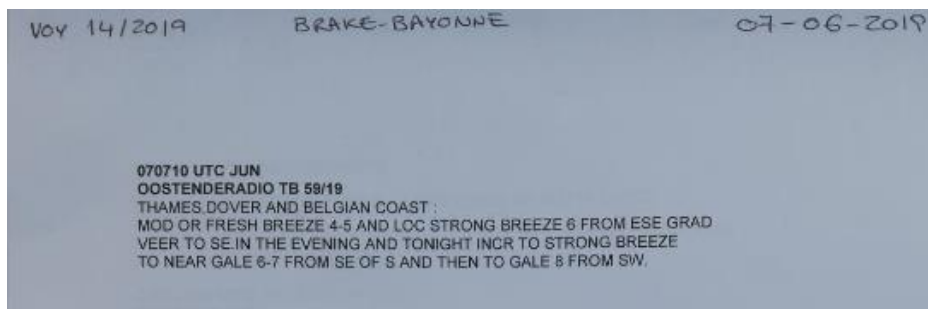 VOY 14/2019 BRAKE-BAYONNE 07-06-2019
070710 UTC JUN
OOSTENDERADIO TB 59/19
THAMES,DOVER AND BELGIAN COAST :
MOD OR FRESH BREEZE 4-5 AND LOC STRONG BREEZE 6 FROM ESE GRAD
VEER TO SE.IN THE EVENING AND TONIGHT INCR TO STRONG BREEZE
TO NEAR GALE 6-7 FROM SE OF S AND THEN TO GALE 8 FROM SW.